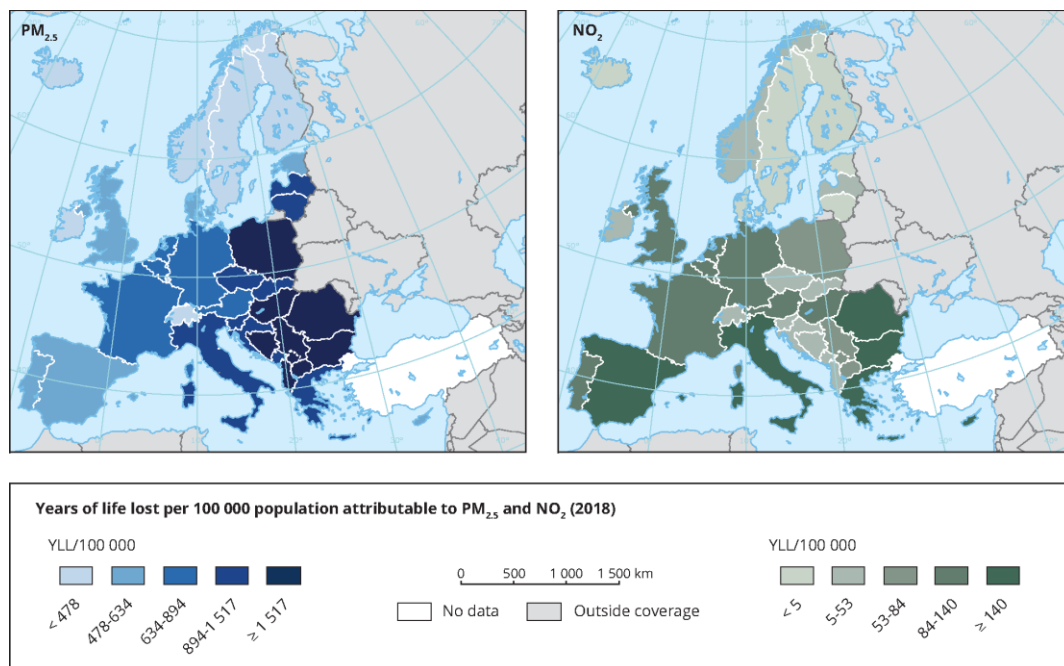 PM2.5
NO2
Years of life lost per 100 000 population attributable to PM2.5 and NO2 (2018)
YLL/100 000
< 478
478-634
634-894
894-1 517
≥ 1 517
0 500 1 000 1 500 km
No data
Outside coverage
YLL/100 000
< 5
5-53
53-84
84-140
≥ 140